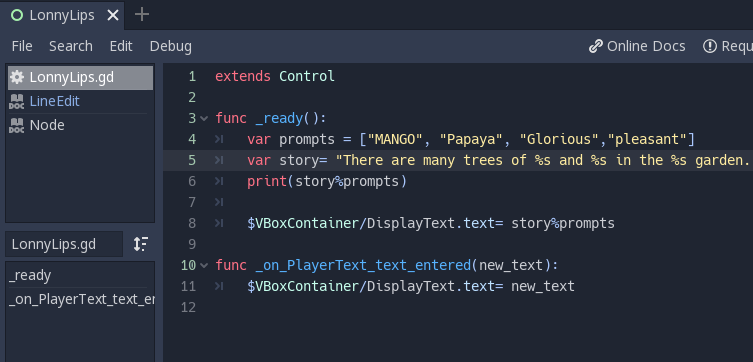 LonnyLips
File Search Edit Debug
Online Docs Requ
LonnyLips.gd
LineEdit
Node
LonnyLips.gd
_ready
_on_PlayerText_text_en
1 extends Control
2
3 func _ready():
4 var prompts = ["MANGO", "Papaya", "Glorious","pleasant"]
5 var story= "There are many trees of %s and %s in the %s garden.
6 print(story%prompts)
7
8 $VBoxContainer/DisplayText.text= story%prompts
9
10 func _on_PlayerText_text_entered(new_text):
11 $VBoxContainer/DisplayText.text= new_text
12